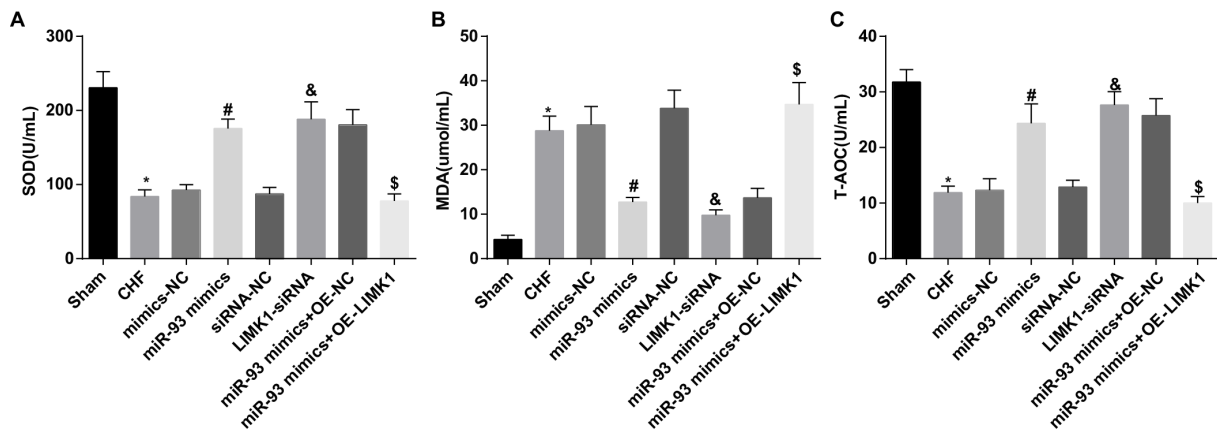 A
SOD(U/mL)
300
200
100
0
*
#
&
$
Sham
CHF
mimics-NC
miR-93 mimics
siRNA-NC
LIMK1-siRNA
miR-93 mimics+OE-NC
miR-93 mimics+OE-LIMK1
B
MDA(umol/mL)
50
40
30
20
10
0
*
#
&
$
Sham
CHF
mimics-NC
miR-93 mimics
siRNA-NC
LIMK1-siRNA
miR-93 mimics+OE-NC
miR-93 mimics+OE-LIMK1
C
T-AOC(U/mL)
40
30
20
10
0
*
#
&
$
Sham
CHF
mimics-NC
miR-93 mimics
siRNA-NC
LIMK1-siRNA
miR-93 mimics+OE-NC
miR-93 mimics+OE-LIMK1